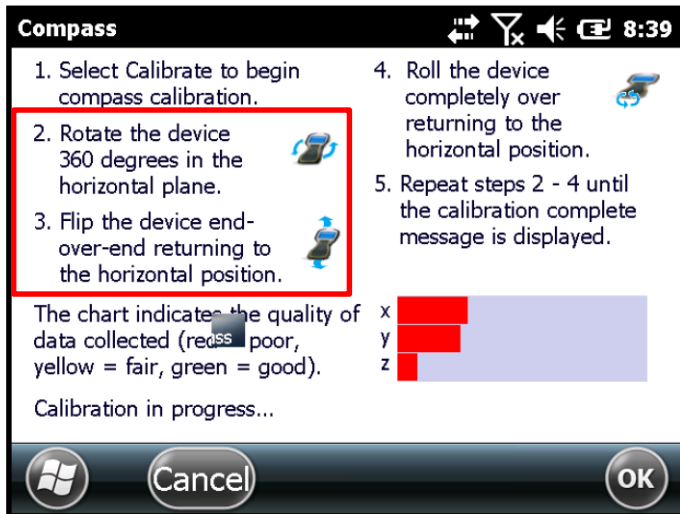 Compass
8:39
1. Select Calibrate to begin
compass calibration.
2. Rotate the device
360 degrees in the
horizontal plane.
3. Flip the device end-
over-end returning to
the horizontal position.
The chart indicates the quality of
data collected (red poor,
yellow = fair, green = good).
Calibration in progress...
4. Roll the device
completely over
returning to the
horizontal position.
5. Repeat steps 2 - 4 until
the calibration complete
message is displayed.
x
y
z
Cancel
OK